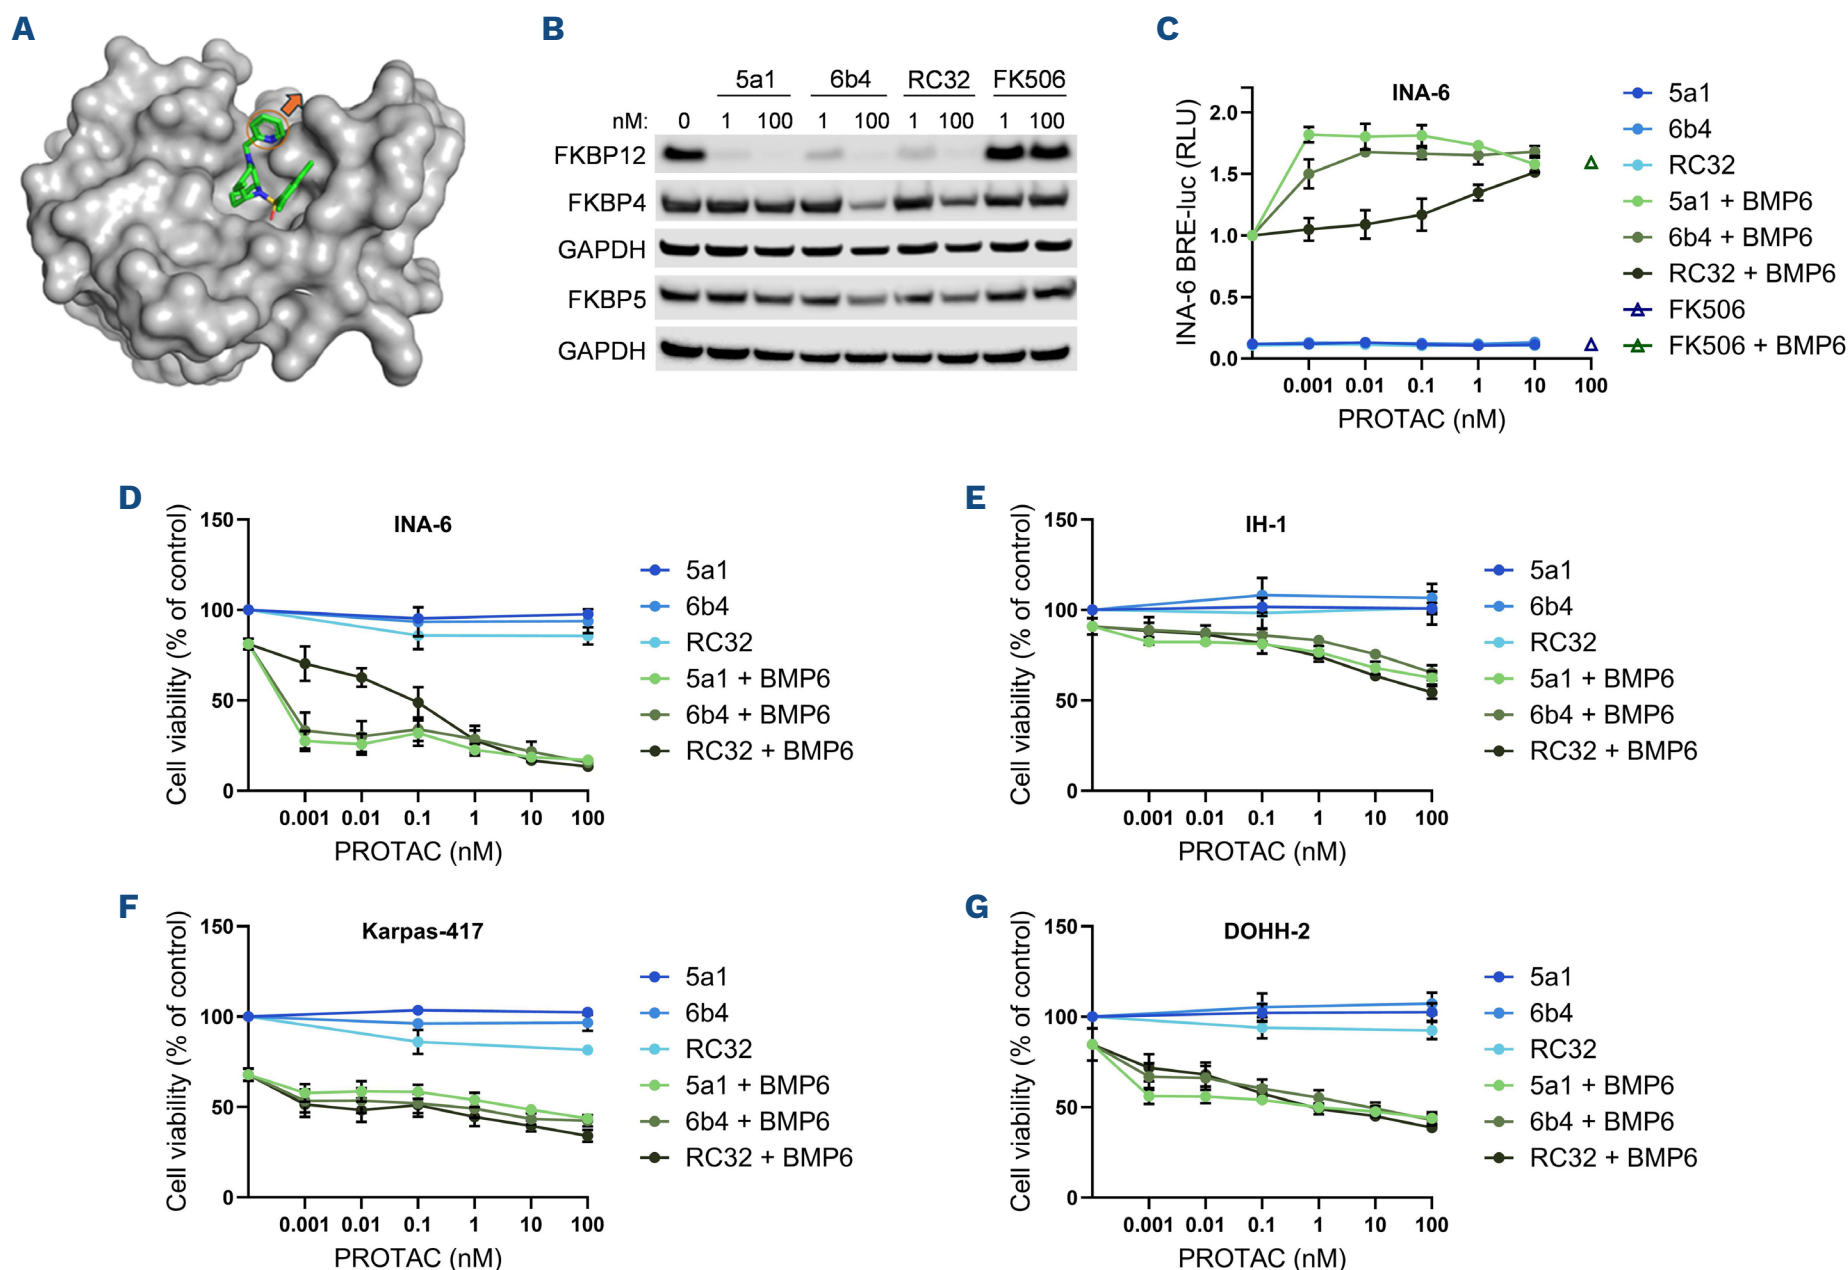 A
B
5a1 6b4 RC32 FK506
nM: 0 1 100 1 100 1 100 1 100
FKBP12
FKBP4
GAPDH
FKBP5
GAPDH
C
INA-6
INA-6 BRE-luc (RLU)
2.0
1.5
1.0
0.5
0.0
0.001 0.01 0.1 1 10 100
PROTAC (nM)
5a1
6b4
RC32
5a1 + BMP6
6b4 + BMP6
RC32 + BMP6
FK506
FK506 + BMP6
D
INA-6
Cell viability (% of control)
150
100
50
0
0.001 0.01 0.1 1 10 100
PROTAC (nM)
5a1
6b4
RC32
5a1 + BMP6
6b4 + BMP6
RC32 + BMP6
E
IH-1
Cell viability (% of control)
150
100
50
0
0.001 0.01 0.1 1 10 100
PROTAC (nM)
5a1
6b4
RC32
5a1 + BMP6
6b4 + BMP6
RC32 + BMP6
F
Karpas-417
Cell viability (% of control)
150
100
50
0
0.001 0.01 0.1 1 10 100
PROTAC (nM)
5a1
6b4
RC32
5a1 + BMP6
6b4 + BMP6
RC32 + BMP6
G
DOHH-2
Cell viability (% of control)
150
100
50
0
0.001 0.01 0.1 1 10 100
PROTAC (nM)
5a1
6b4
RC32
5a1 + BMP6
6b4 + BMP6
RC32 + BMP6